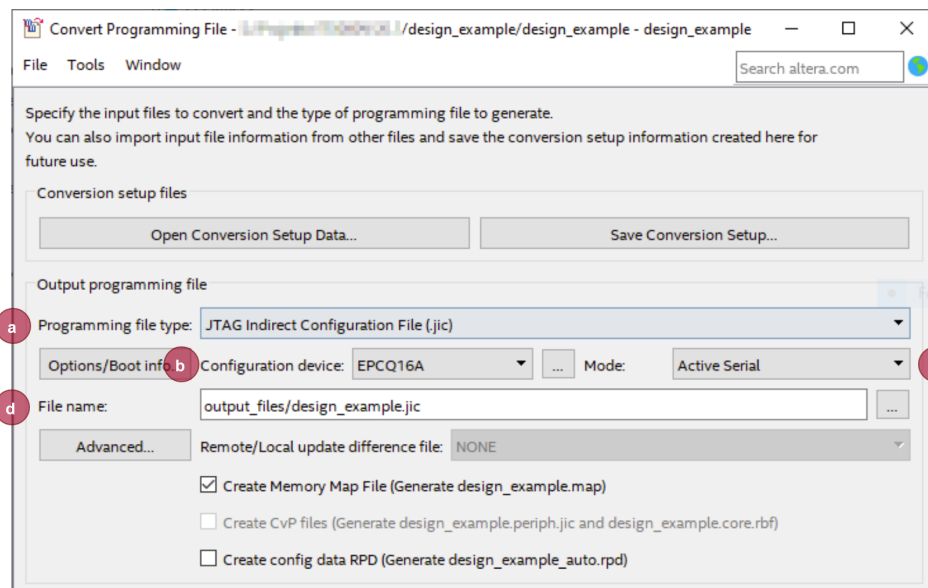 Convert Programming File - /design_example/design_example - design_example
File Tools Window
Search altera.com
Specify the input files to convert and the type of programming file to generate.
You can also import input file information from other files and save the conversion setup information created here for
future use.
Conversion setup files
Open Conversion Setup Data... Save Conversion Setup...
Output programming file
a Programming file type: JTAG Indirect Configuration File (.jic)
Options/Boot info b Configuration device: EPCQ16A ... Mode: Active Serial
d File name: output_files/design_example.jic ...
Advanced... Remote/Local update difference file: NONE
Create Memory Map File (Generate design_example.map)
Create CvP files (Generate design_example.periph.jic and design_example.core.rbf)
Create config data RPD (Generate design_example_auto.rpd)